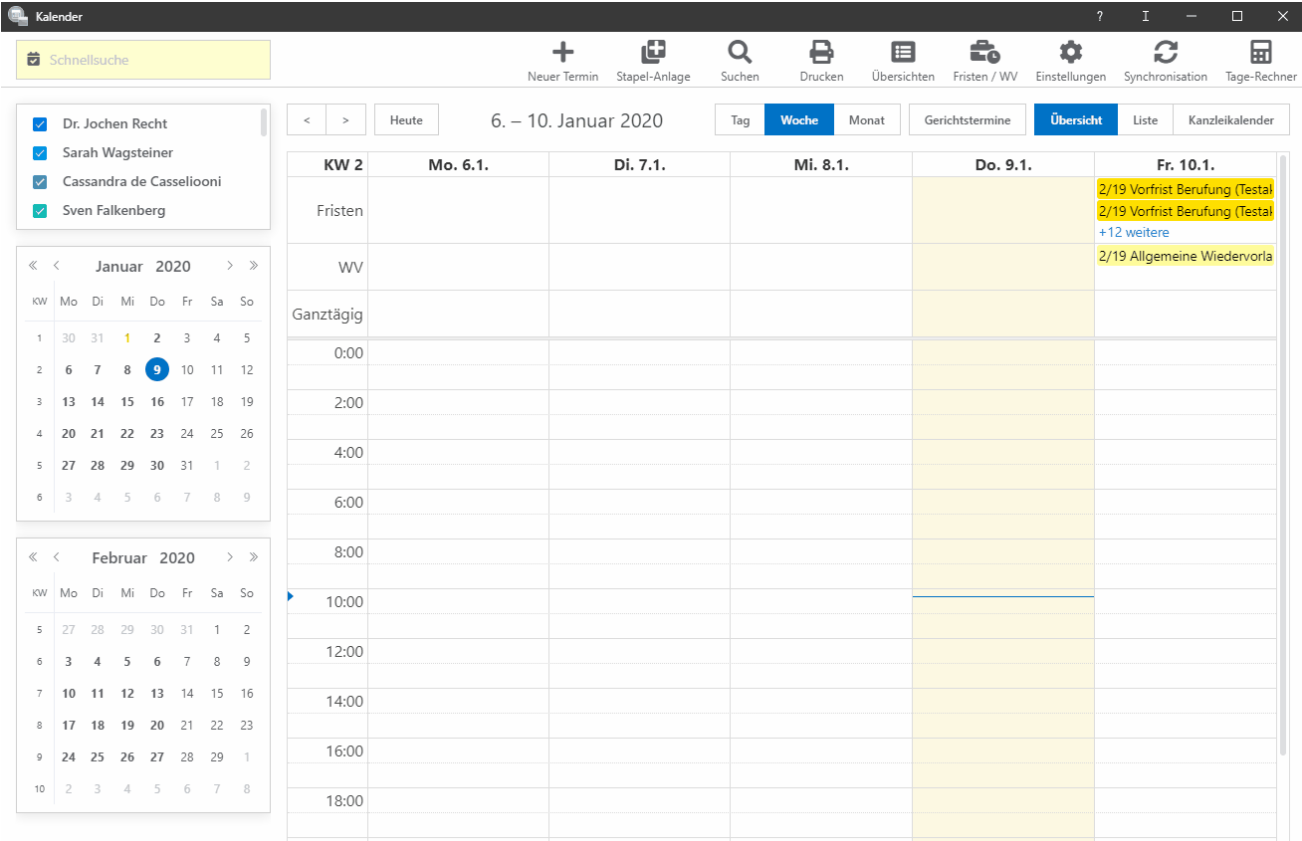 Kalender
?
Schnellsuche
Neuer Termin Stapel-Anlage Suchen Drucken Übersichten Fristen / WV Einstellungen Synchronisation Tage-Rechner
Dr. Jochen Recht
Sarah Wagsteiner
Cassandra de Casseliooni
Sven Falkenberg
« < Januar 2020 > »
KW Mo Di Mi Do Fr Sa So
1 30 31 1 2 3 4 5
2 6 7 8 9 10 11 12
3 13 14 15 16 17 18 19
4 20 21 22 23 24 25 26
5 27 28 29 30 31 1 2
6 3 4 5 6 7 8 9
« < Februar 2020 > »
KW Mo Di Mi Do Fr Sa So
5 27 28 29 30 31 1 2
6 3 4 5 6 7 8 9
7 10 11 12 13 14 15 16
8 17 18 19 20 21 22 23
9 24 25 26 27 28 29 1
10 2 3 4 5 6 7 8
< > Heute 6. – 10. Januar 2020 Tag Woche Monat Gerichtstermine Übersicht Liste Kanzleikalender
KW 2 Mo. 6.1. Di. 7.1. Mi. 8.1. Do. 9.1. Fr. 10.1.
Fristen
2/19 Vorfrist Berufung (Testak
2/19 Vorfrist Berufung (Testak
+12 weitere
WV
2/19 Allgemeine Wiedervorla
Ganztägig
0:00
2:00
4:00
6:00
8:00
10:00
12:00
14:00
16:00
18:00